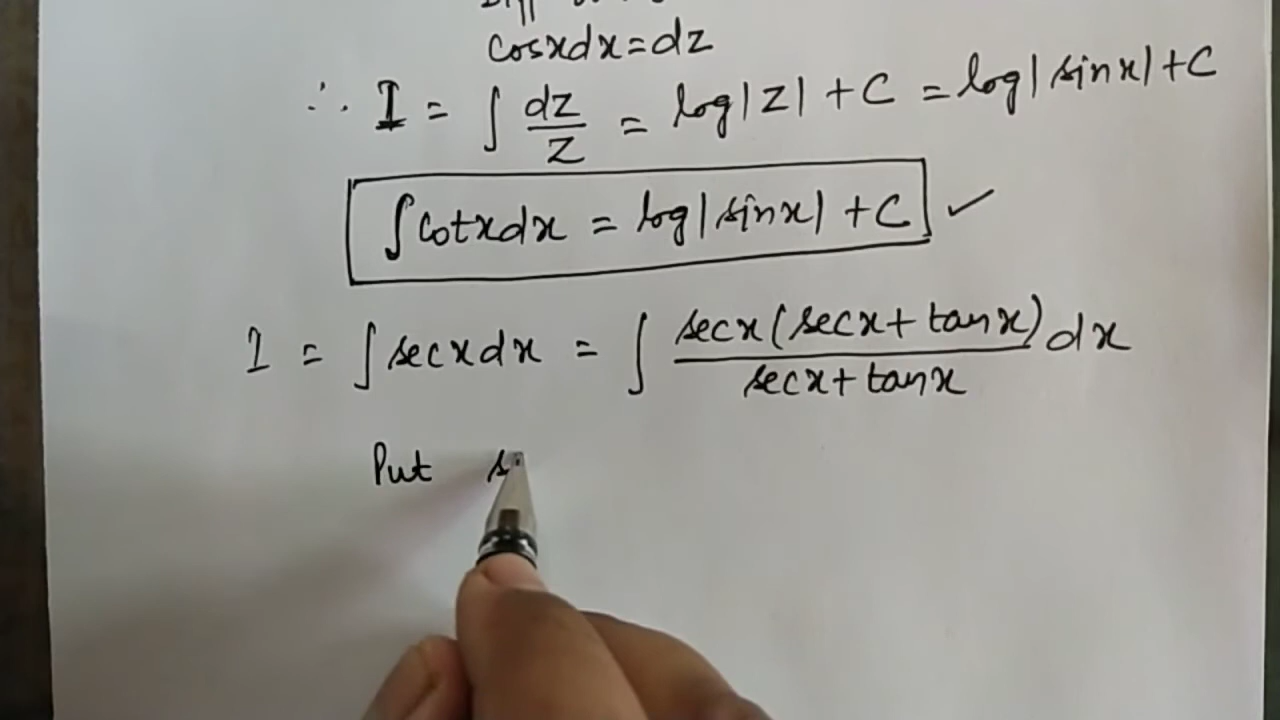 cosxdx=dz
∴ I = ∫ dz/z = log|z| + C = log|sinx|+C
∫cotxdx = log|sinx| + C ✓
I = ∫secxdx = ∫ secx(secx+tanx)/secx+tanx dx
Put s